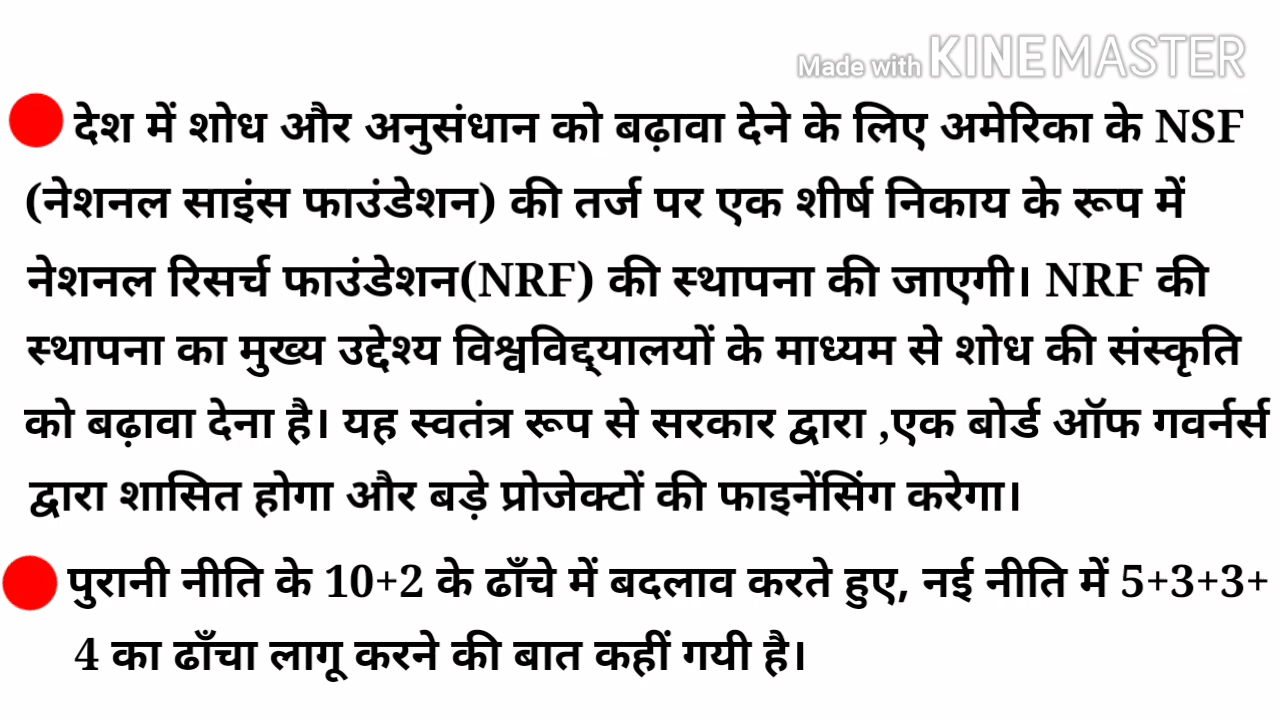 Made with KINEMASTER
देश में शोध और अनुसंधान को बढ़ावा देने के लिए अमेरिका के NSF
(नेशनल साइंस फाउंडेशन) की तर्ज पर एक शीर्ष निकाय के रूप में
नेशनल रिसर्च फाउंडेशन(NRF) की स्थापना की जाएगी। NRF की
स्थापना का मुख्य उद्देश्य विश्वविद्द्यालयों के माध्यम से शोध की संस्कृति
को बढ़ावा देना है। यह स्वतंत्र रूप से सरकार द्वारा ,एक बोर्ड ऑफ गवर्नर्स
द्वारा शासित होगा और बड़े प्रोजेक्टों की फाइनेंसिंग करेगा।
पुरानी नीति के 10+2 के ढाँचे में बदलाव करते हुए, नई नीति में 5+3+3+
4 का ढाँचा लागू करने की बात कहीं गयी है।